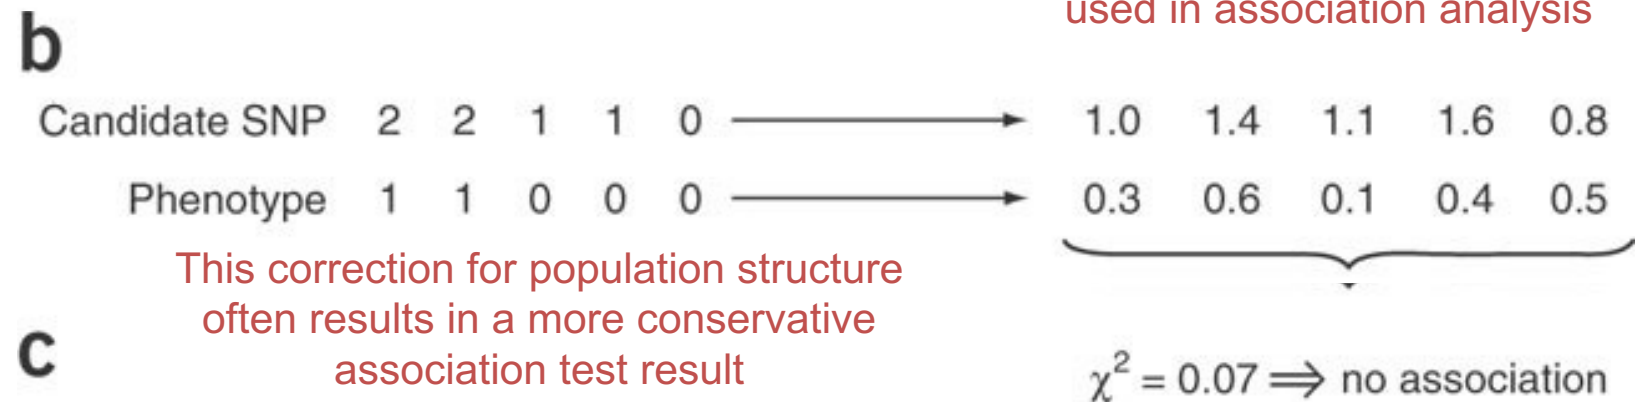 used in association analysis
b
Candidate SNP 2 2 1 1 0 1.0 1.4 1.1 1.6 0.8
Phenotype 1 1 0 0 0 0.3 0.6 0.1 0.4 0.5
This correction for population structure
often results in a more conservative
association test result
c
χ² = 0.07 ⇒ no association